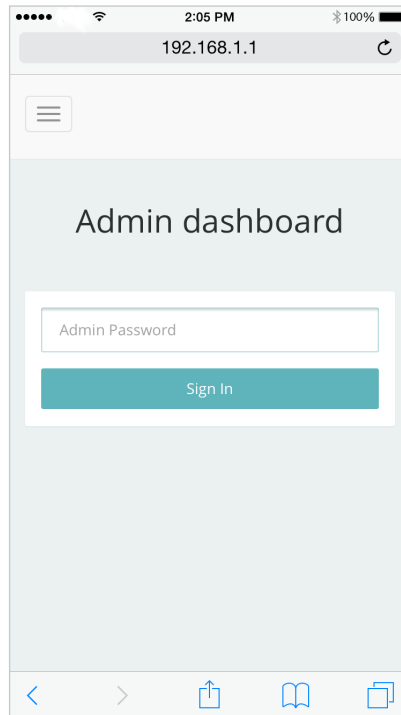 2:05 PM 100%
192.168.1.1
Admin dashboard
Admin Password
Sign In